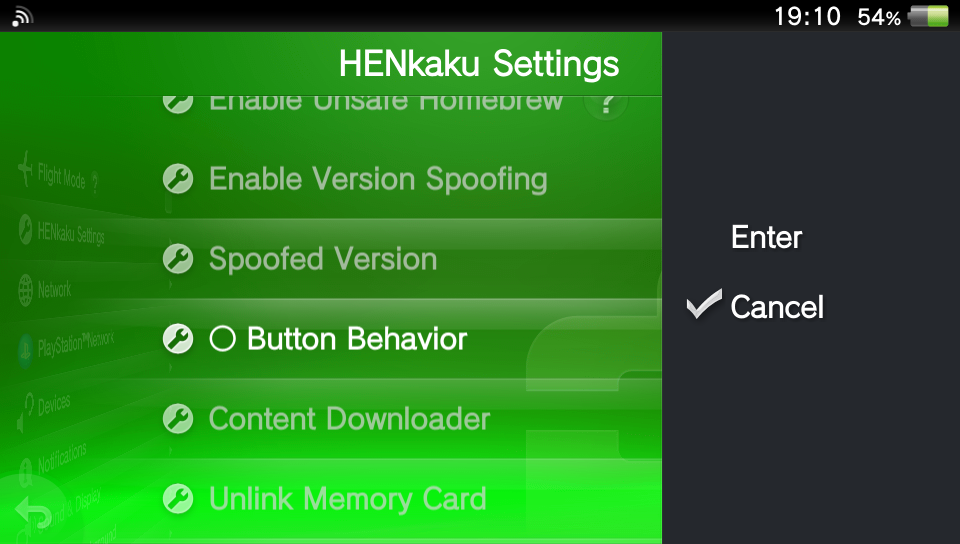 19:10 54%
HENkaku Settings
Enable Unsafe Homebrew ?
Flight Mode ?
Enable Version Spoofing
HENkaku Settings
Spoofed Version
Network
○ Button Behavior
PlayStation™Network
Devices
Content Downloader
Notifications
Unlink Memory Card
Enter
Cancel